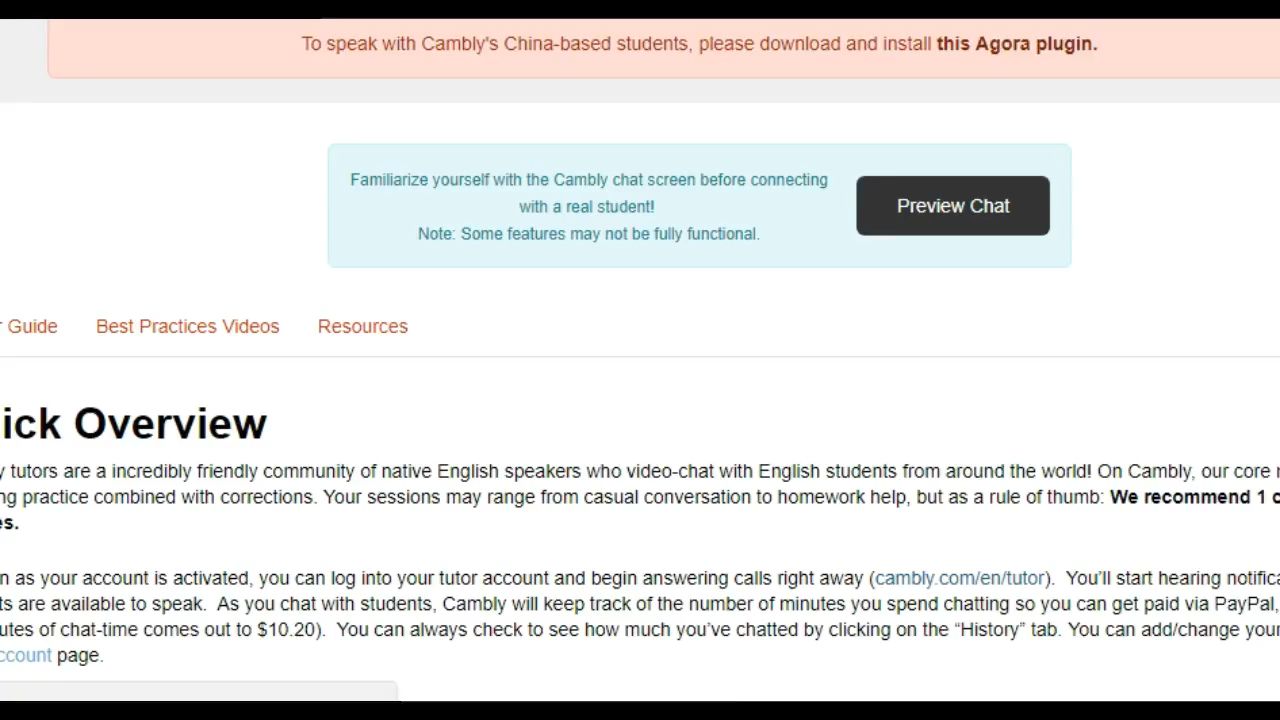 To speak with Cambly's China-based students, please download and install this Agora plugin.
Familiarize yourself with the Cambly chat screen before connecting
with a real student!
Note: Some features may not be fully functional.
Preview Chat
Guide Best Practices Videos Resources
ick Overview
y tutors are a incredibly friendly community of native English speakers who video-chat with English students from around the world! On Cambly, our core
ng practice combined with corrections. Your sessions may range from casual conversation to homework help, but as a rule of thumb: We recommend 1
es.
n as your account is activated, you can log into your tutor account and begin answering calls right away (cambly.com/en/tutor). You’ll start hearing notifica
ts are available to speak. As you chat with students, Cambly will keep track of the number of minutes you spend chatting so you can get paid via PayPal,
utes of chat-time comes out to $10.20). You can always check to see how much you’ve chatted by clicking on the “History” tab. You can add/change your
ccount page.